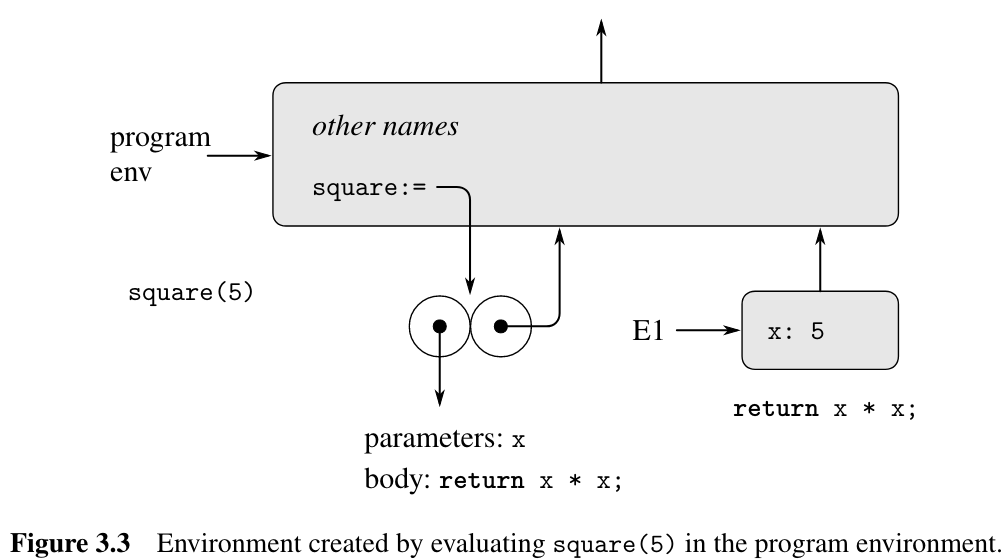 other names
program
env
square:=
square(5)
E1
x: 5
return x * x;
parameters: x
body: return x * x;
Figure 3.3 Environment created by evaluating square(5) in the program environment.